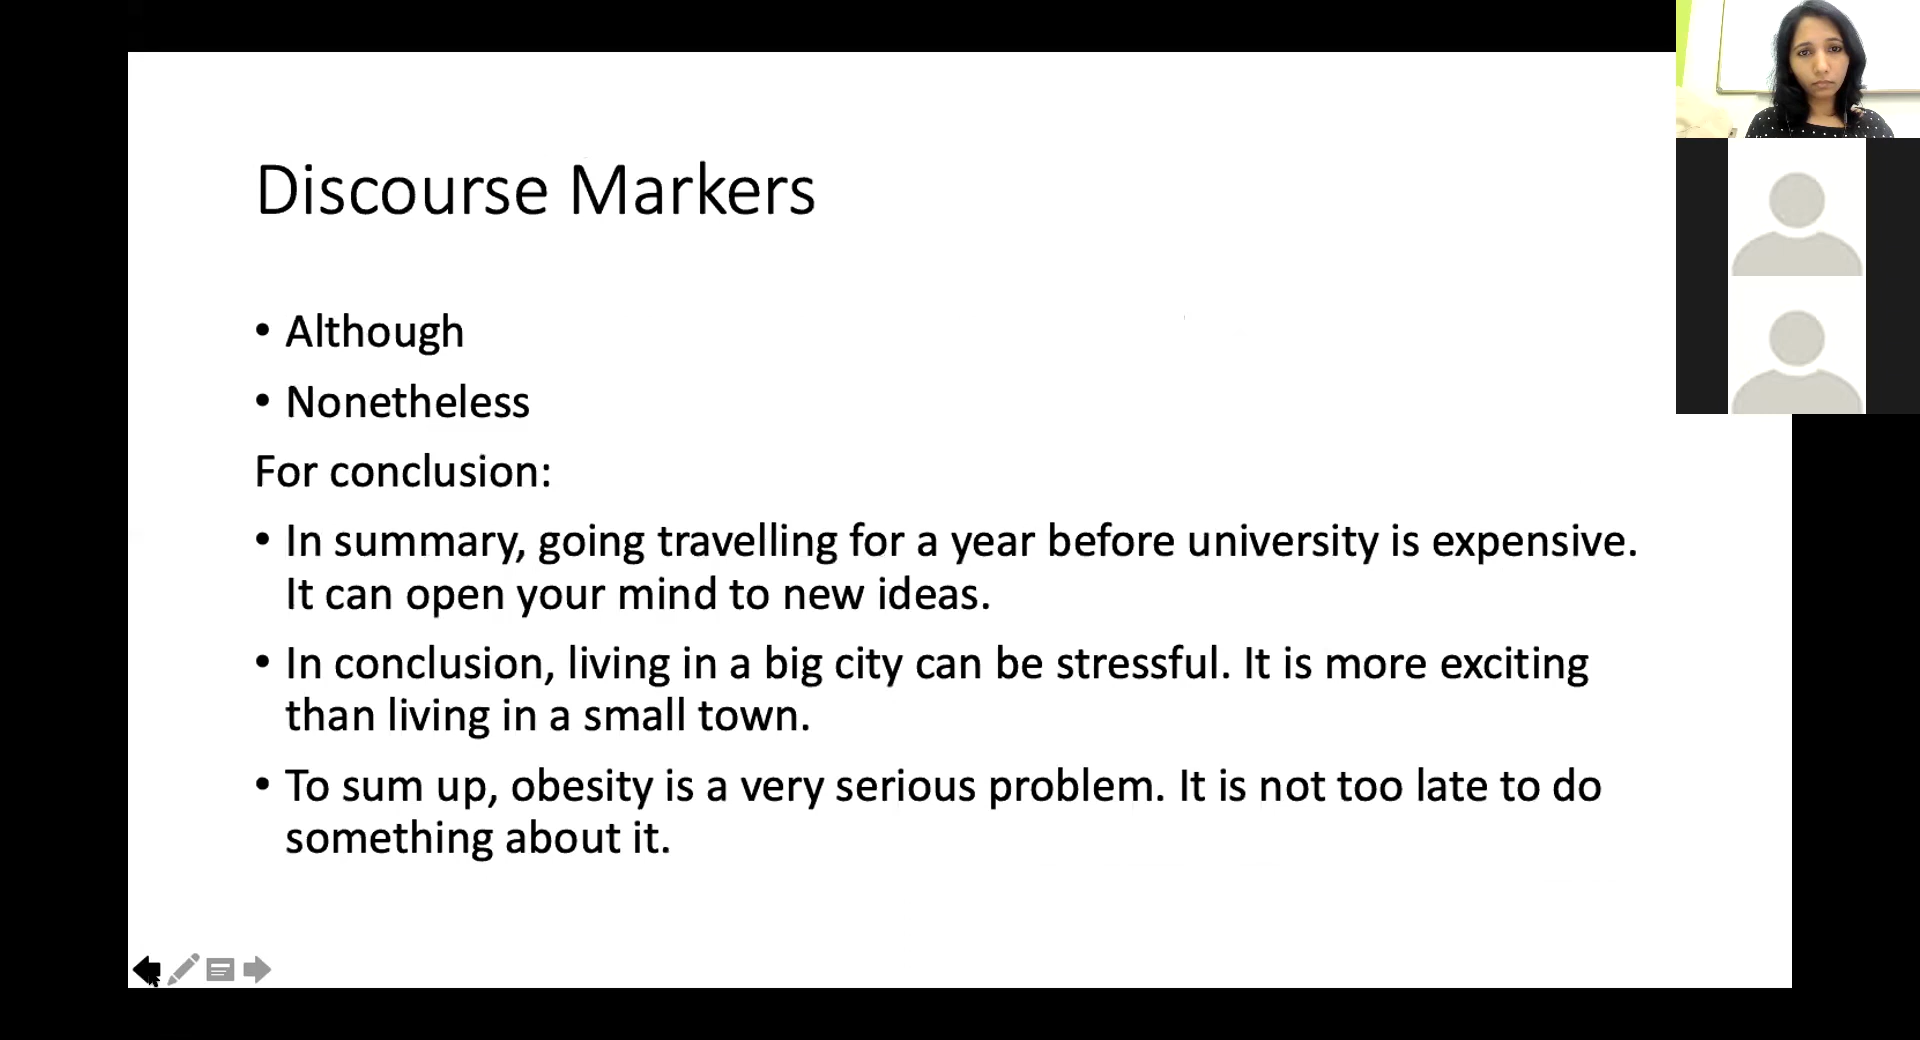 Discourse Markers
• Although
• Nonetheless
For conclusion:
• In summary, going travelling for a year before university is expensive.
It can open your mind to new ideas.
• In conclusion, living in a big city can be stressful. It is more exciting
than living in a small town.
• To sum up, obesity is a very serious problem. It is not too late to do
something about it.